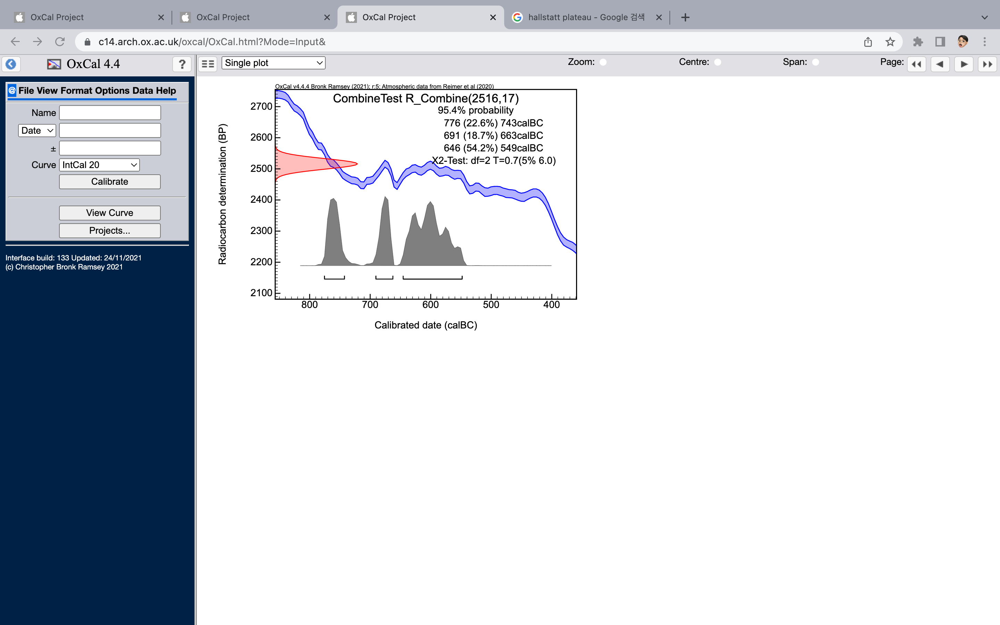 OxCal Project
OxCal Project
OxCal Project
hallstatt plateau - Google 검색
c14.arch.ox.ac.uk/oxcal/OxCal.html?Mode=Input&
OxCal 4.4
?
Single plot
Zoom:
Centre:
Span:
Page:
@ File View Format Options Data Help
Name
Date
±
Curve IntCal 20
Calibrate
View Curve
Projects...
Interface build: 133 Updated: 24/11/2021
(c) Christopher Bronk Ramsey 2021
OxCal v4.4.4 Bronk Ramsey (2021); r:5; Atmospheric data from Reimer et al (2020)
CombineTest R_Combine(2516,17)
95.4% probability
776 (22.6%) 743calBC
691 (18.7%) 663calBC
646 (54.2%) 549calBC
X2-Test: df=2 T=0.7(5% 6.0)
Radiocarbon determination (BP)
2700
2600
2500
2400
2300
2200
2100
800 700 600 500 400
Calibrated date (calBC)